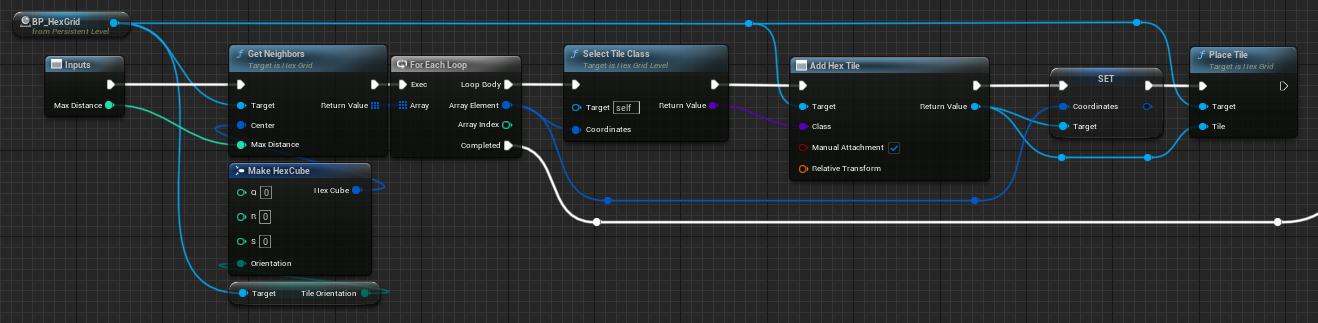 BP_HexGrid
from Persistent Level
Inputs
Max Distance
Get Neighbors
Target is Hex Grid
Target
Return Value
Center
Max Distance
For Each Loop
Exec
Loop Body
Array
Array Element
Array Index
Completed
Select Tile Class
Target is Hex Grid Level
Target self
Return Value
Coordinates
Add Hex Tile
Target
Return Value
Class
Manual Attachment
Relative Transform
SET
Coordinates
Target
Place Tile
Target is Hex Grid
Target
Tile
Make HexCube
Q 0
Hex Cube
R 0
S 0
Orientation
Target
Tile Orientation